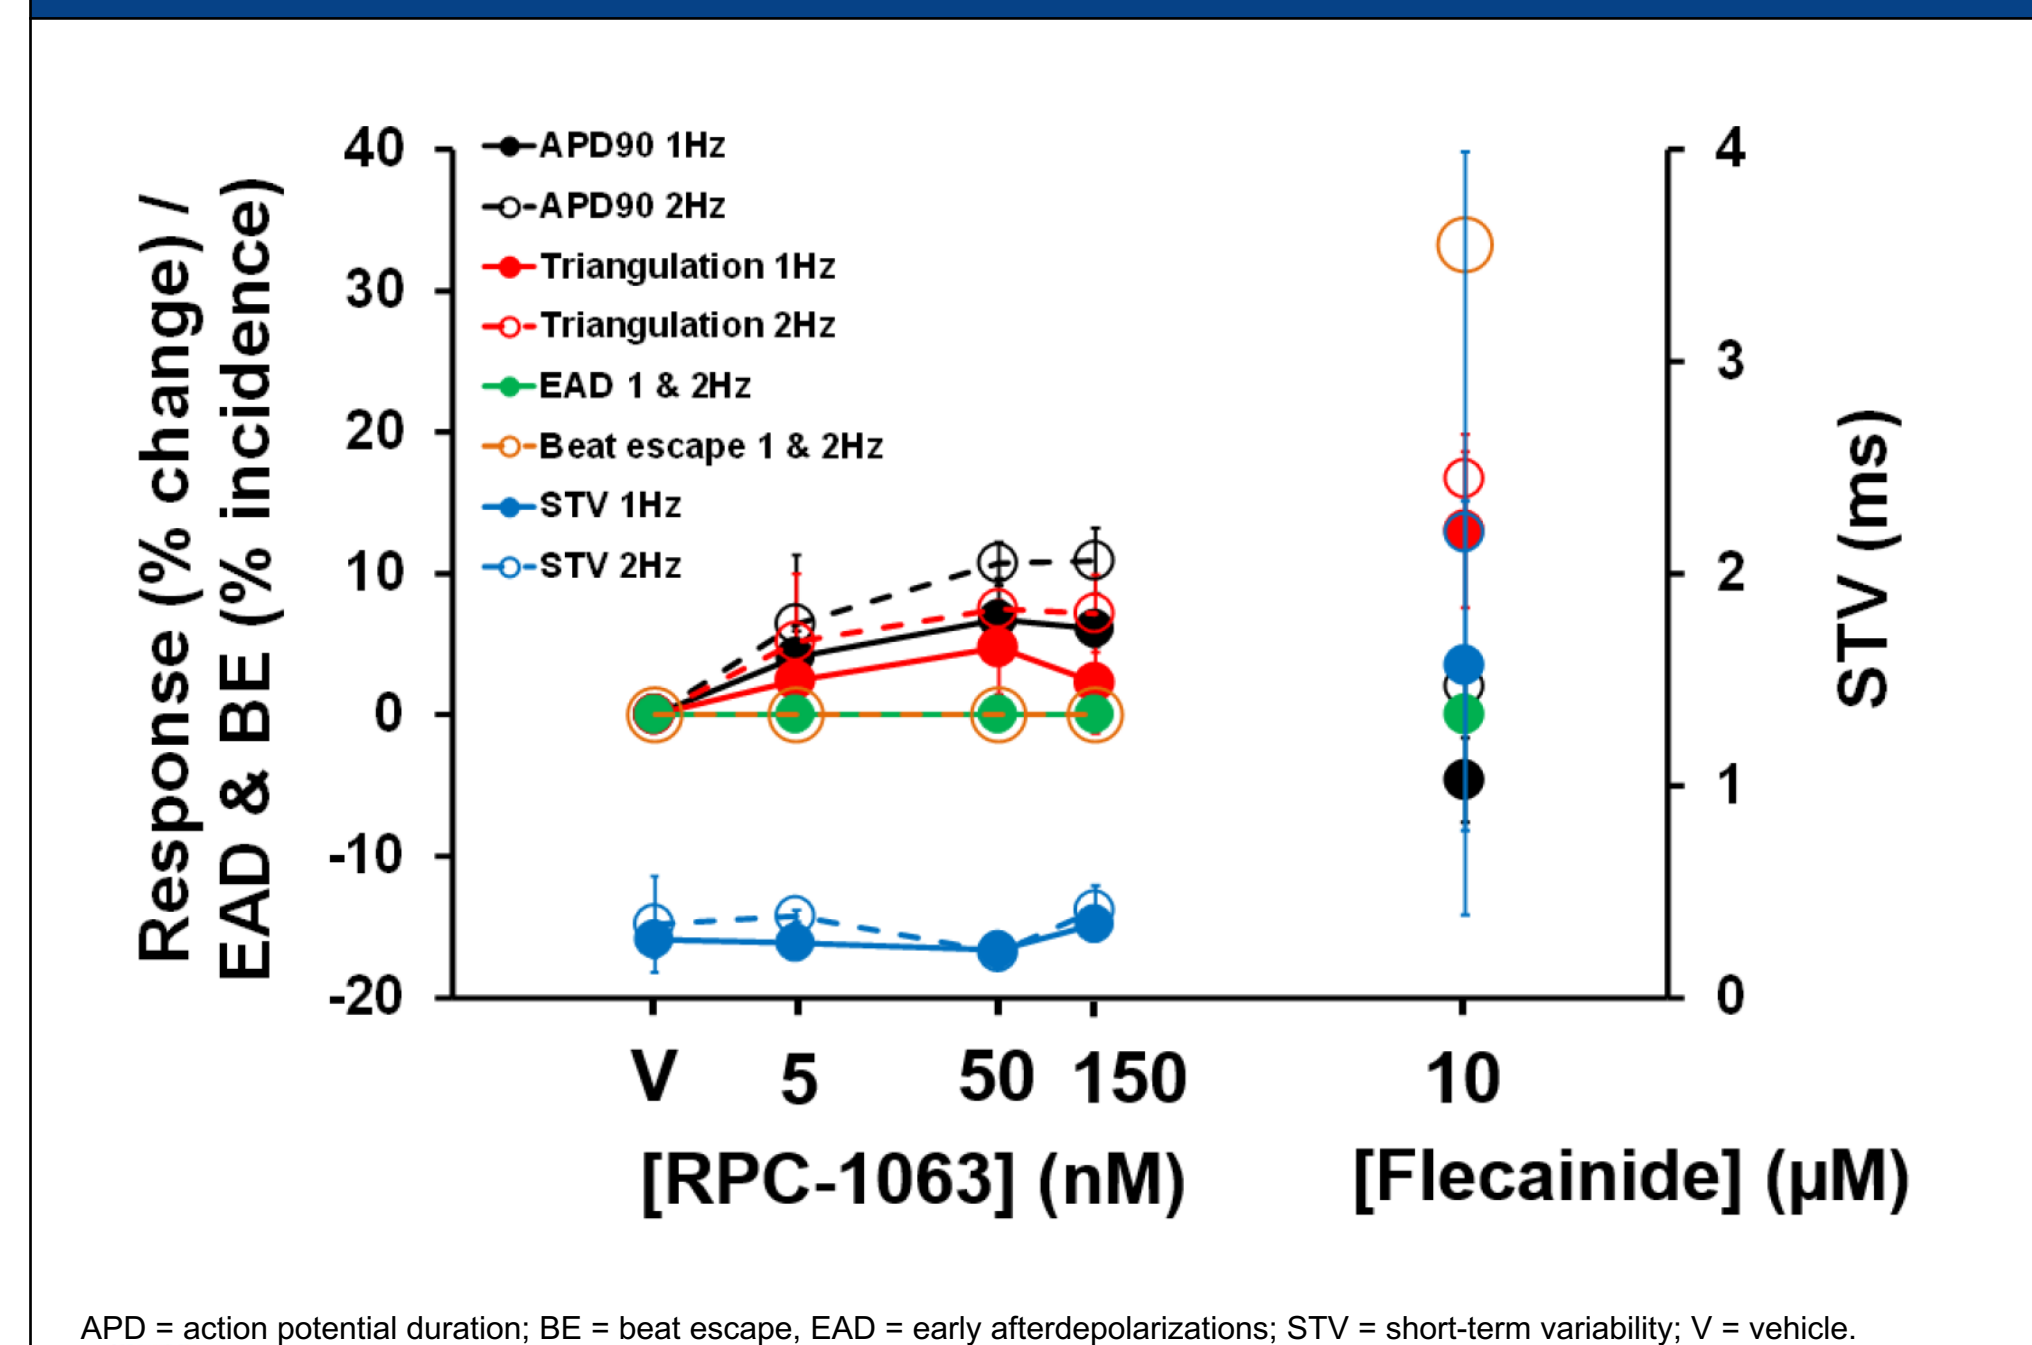 Response (% change) /
EAD & BE (% incidence)
40
30
20
10
0
-10
-20
APD90 1Hz
APD90 2Hz
Triangulation 1Hz
Triangulation 2Hz
EAD 1 & 2Hz
Beat escape 1 & 2Hz
STV 1Hz
STV 2Hz
4
3
2
1
0
STV (ms)
V 5 50 150 10
[RPC-1063] (nM) [Flecainide] (µM)
APD = action potential duration; BE = beat escape, EAD = early afterdepolarizations; STV = short-term variability; V = vehicle.